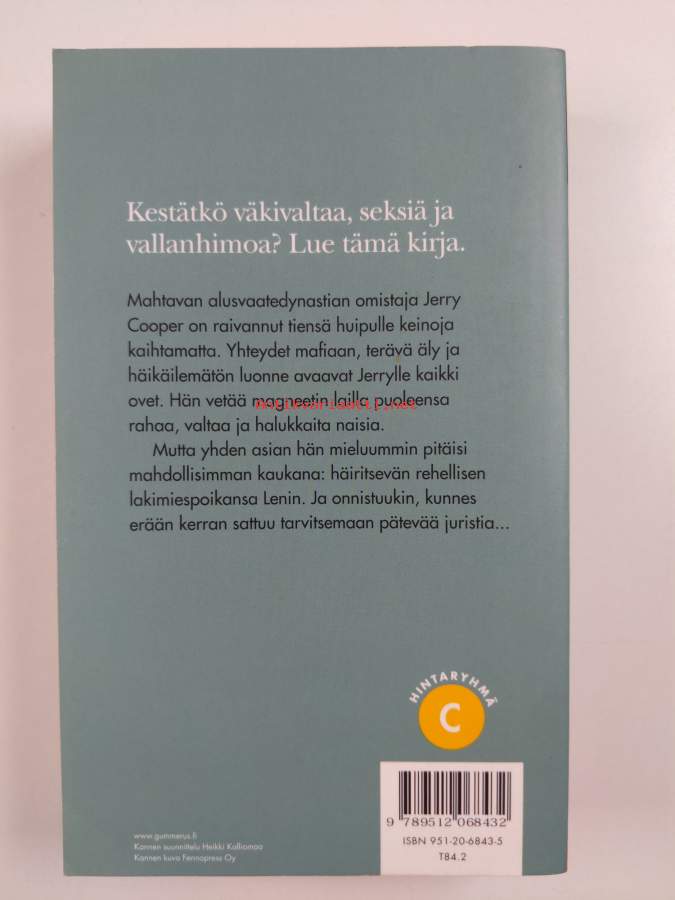 Kestätkö väkivaltaa, seksiä ja
vallanhimoa? Lue tämä kirja.
Mahtavan alusvaatedynastian omistaja Jerry
Cooper on raivannut tiensä huipulle keinoja
kaihtamatta. Yhteydet mafiaan, terävä äly ja
häikäilemätön luonne avaavat Jerrylle kaikki
ovet. Hän vetää magneetin lailla puoleensa
antikvariaatti.net
rahaa, valtaa ja halukkaita naisia.
Mutta yhden asian hän mieluummin pitäisi
mahdollisimman kaukana: häiritsevän rehellisen
lakimiespoikansa Lenin. Ja onnistuukin, kunnes
erään kerran sattuu tarvitsemaan pätevää juristia...
HINTARYHMÄ
C
9 789512 068432
ISBN 951-20-6843-5
T84.2
www.gummerus.fi
Kannen suunnittelu Heikki Kalliomaa
Kannen kuva Fennopress Oy